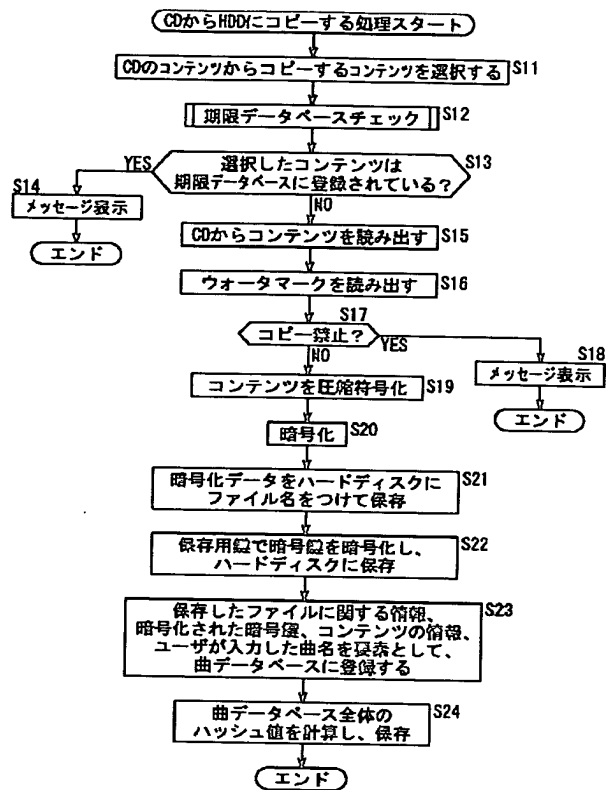 CDからHDDにコピーする処理スタート
CDのコンテンツからコピーするコンテンツを選択する
S11
期限データベースチェック
S12
選択したコンテンツは
期限データベースに登録されている?
S13
YES
NO
S14
メッセージ表示
エンド
CDからコンテンツを読み出す
S15
ウォータマークを読み出す
S16
S17
コピー禁止?
YES
NO
S18
メッセージ表示
エンド
コンテンツを圧縮符号化
S19
暗号化
S20
暗号化データをハードディスクに
ファイル名をつけて保存
S21
保存用鍵で暗号鍵を暗号化し、
ハードディスクに保存
S22
保存したファイルに関する情報、
暗号化された暗号鍵、コンテンツの情報、
ユーザが入力した曲名を要素として、
曲データベースに登録する
S23
曲データベース全体の
ハッシュ値を計算し、保存
S24
エンド